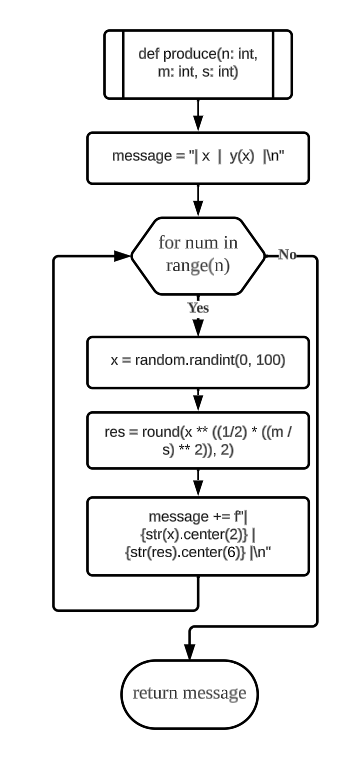 def produce(n: int,
m: int, s: int)
message = "| x  |  y(x)  |\n"
for num in
range(n)
No
Yes
x = random.randint(0, 100)
res = round(x ** ((1/2) * ((m /
s) ** 2)), 2)
message += f"|
{str(x).center(2)} |
{str(res).center(6)} |\n"
return message